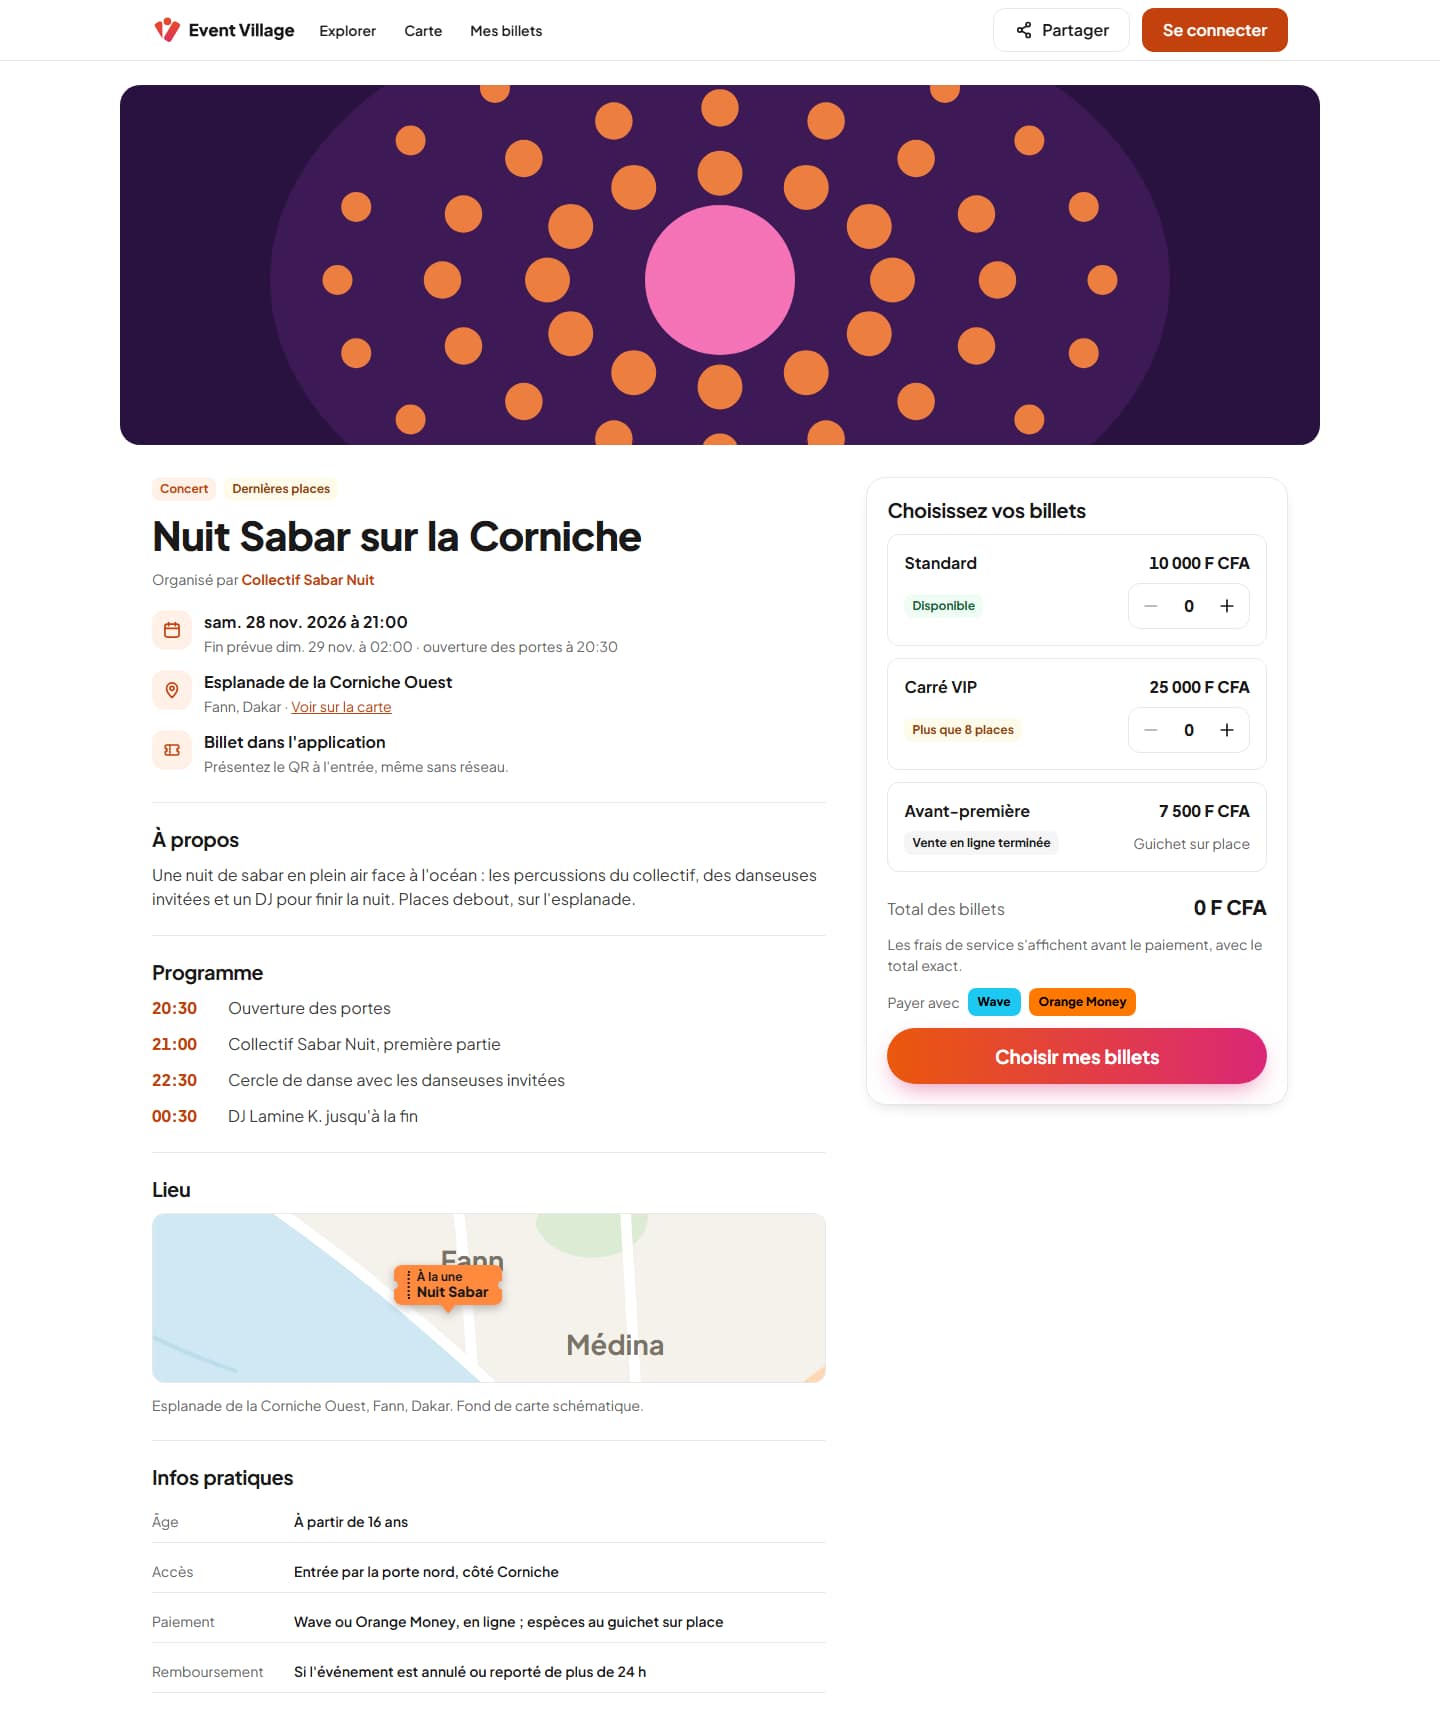 Event Village
Explorer
Carte
Mes billets
Partager
Se connecter
Concert
Dernières places
Nuit Sabar sur la Corniche
Organisé par Collectif Sabar Nuit
sam. 28 nov. 2026 à 21:00
Fin prévue dim. 29 nov. à 02:00 · ouverture des portes à 20:30
Esplanade de la Corniche Ouest
Fann, Dakar · Voir sur la carte
Billet dans l'application
Présentez le QR à l'entrée, même sans réseau.
À propos
Une nuit de sabar en plein air face à l'océan : les percussions du collectif, des danseuses
invitées et un DJ pour finir la nuit. Places debout, sur l'esplanade.
Programme
20:30 Ouverture des portes
21:00 Collectif Sabar Nuit, première partie
22:30 Cercle de danse avec les danseuses invitées
00:30 DJ Lamine K. jusqu'à la fin
Lieu
Fann
À la une
Nuit Sabar
Médina
Esplanade de la Corniche Ouest, Fann, Dakar. Fond de carte schématique.
Infos pratiques
Âge À partir de 16 ans
Accès Entrée par la porte nord, côté Corniche
Paiement Wave ou Orange Money, en ligne ; espèces au guichet sur place
Remboursement Si l'événement est annulé ou reporté de plus de 24 h
Choisissez vos billets
Standard 10 000 F CFA
Disponible 0
Carré VIP 25 000 F CFA
Plus que 8 places 0
Avant-première 7 500 F CFA
Vente en ligne terminée Guichet sur place
Total des billets 0 F CFA
Les frais de service s'affichent avant le paiement, avec le
total exact.
Payer avec Wave Orange Money
Choisir mes billets